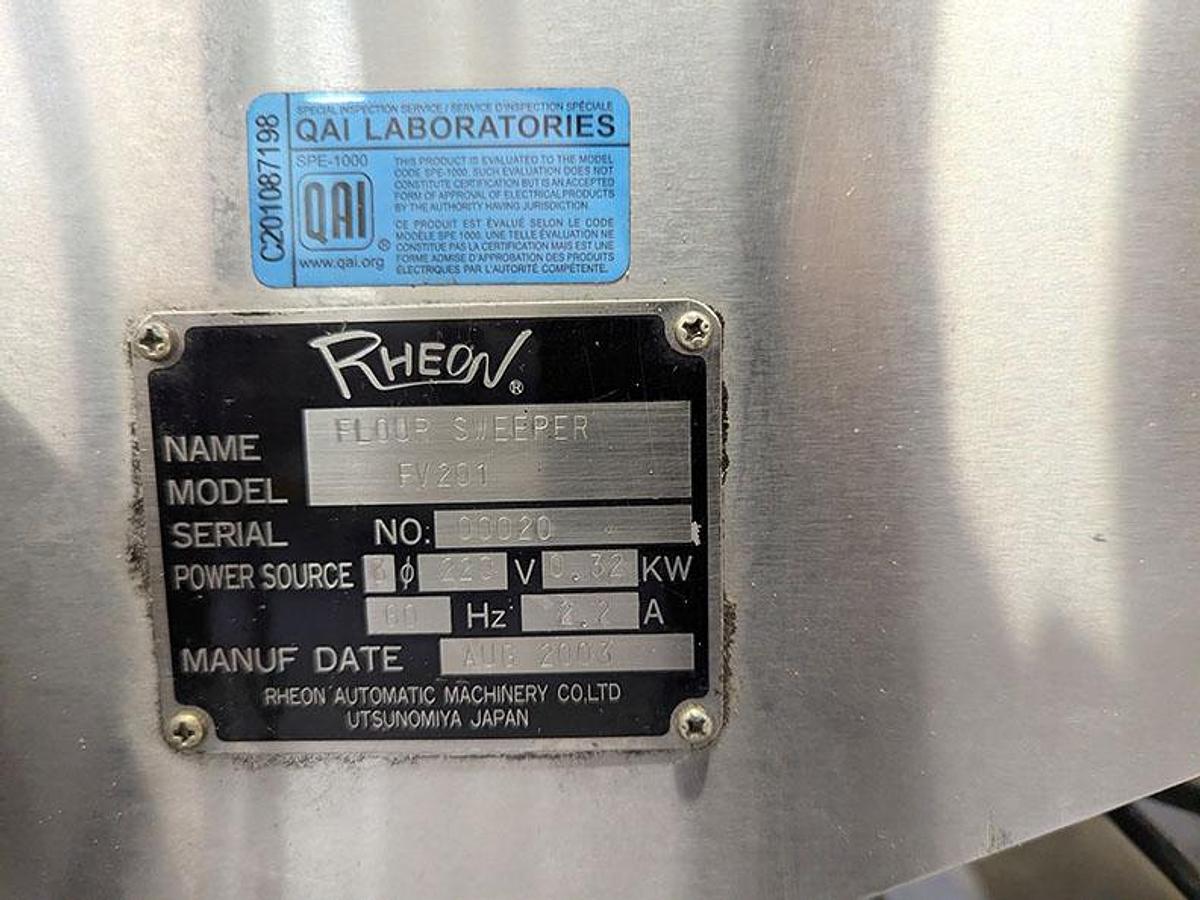 C201087198
SPECIAL INSPECTION SERVICE / SERVICE D'INSPECTION SPÉCIALE
QAI LABORATORIES
SPE-1000
QAI ®
www.qai.org
THIS PRODUCT IS EVALUATED TO THE MODEL
CODE SPE-1000. SUCH EVALUATION DOES NOT
CONSTITUTE CERTIFICATION BUT IS AN ACCEPTED
FORM OF APPROVAL OF ELECTRICAL PRODUCTS
BY THE AUTHORITY HAVING JURISDICTION.
CE PRODUIT EST ÉVALUÉ SELON LE CODE
MODÈLE SPE 1000. UNE TELLE ÉVALUATION NE
CONSTITUE PAS LA CERTIFICATION MAIS EST UNE
FORME ADMISE D'APPROBATION DES PRODUITS
ÉLECTRIQUES PAR L'AUTORITÉ COMPÉTENTE.
RHEON®
NAME FLOUR SWEEPER
MODEL FV201
SERIAL NO: 00020
POWER SOURCE 3 ϕ 220 V 0.32 KW
60 Hz 2.2 A
MANUF DATE AUG 2003
RHEON AUTOMATIC MACHINERY CO,LTD
UTSUNOMIYA JAPAN